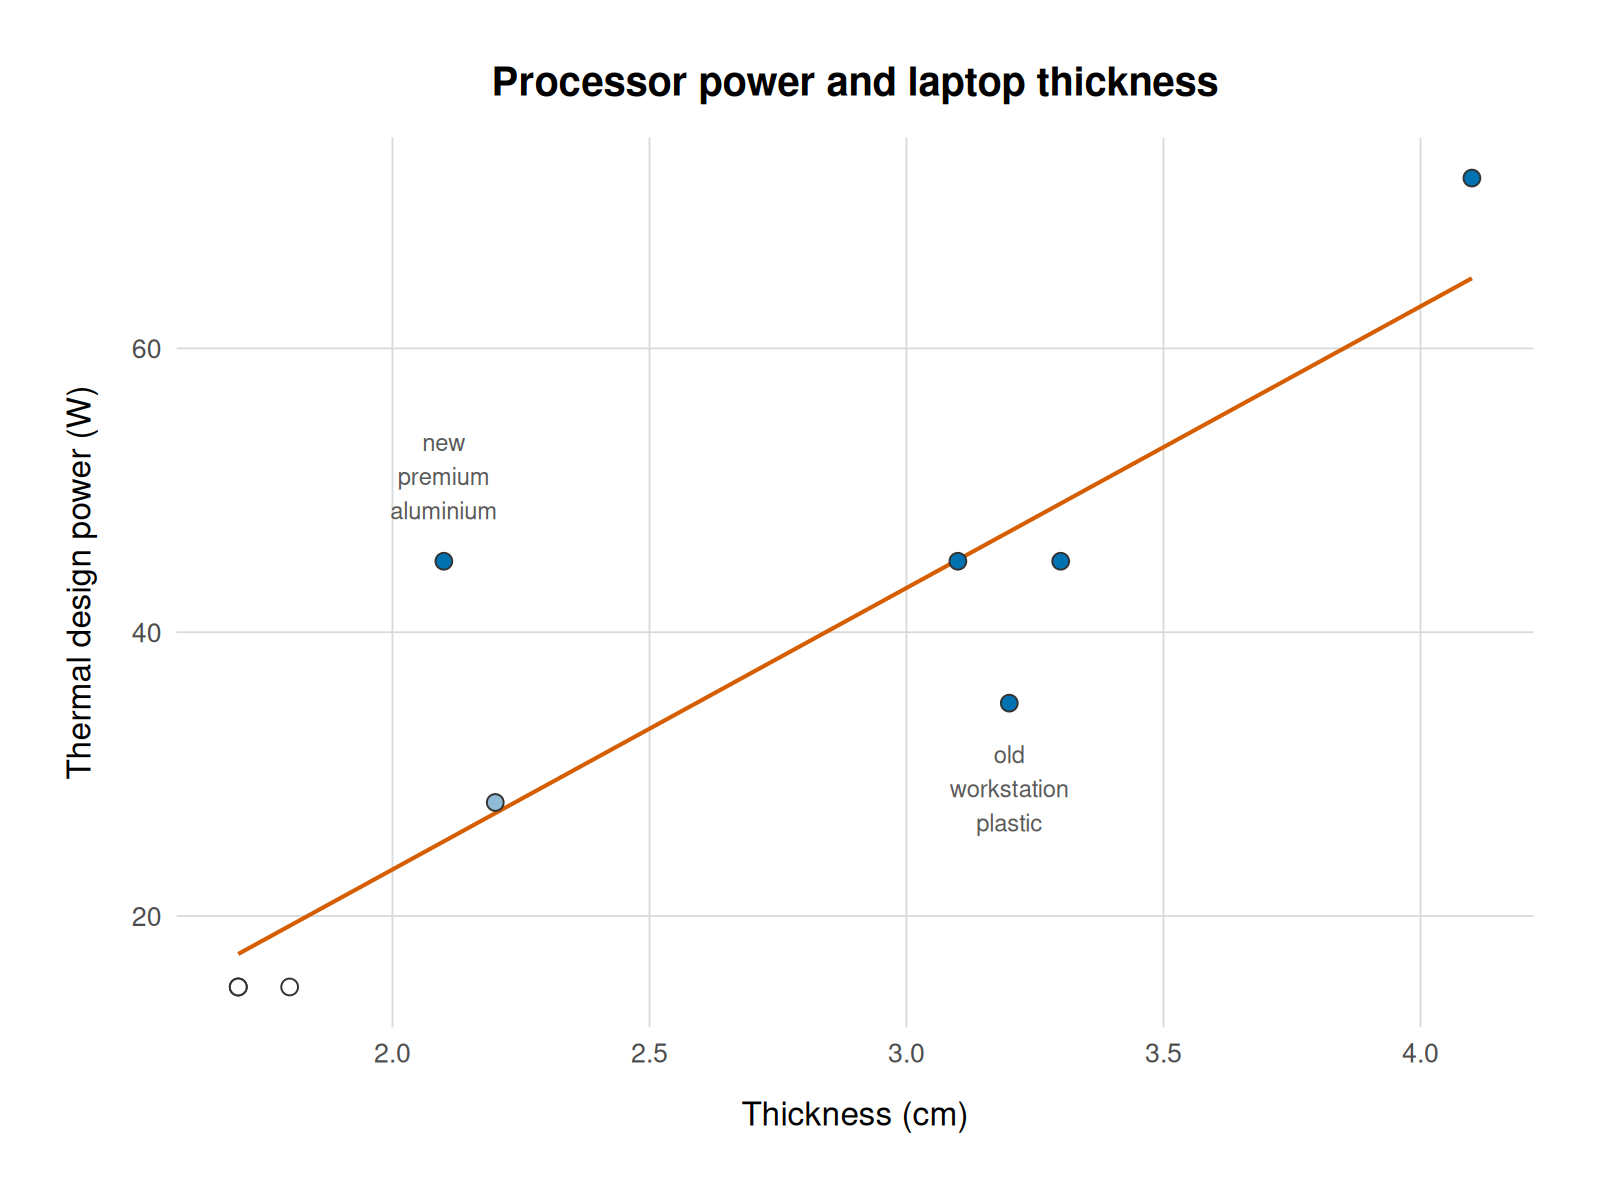 Processor power and laptop thickness
Thermal design power (W)
60
40
20
new
premium
aluminium
old
workstation
plastic
2.0
2.5
3.0
3.5
4.0
Thickness (cm)